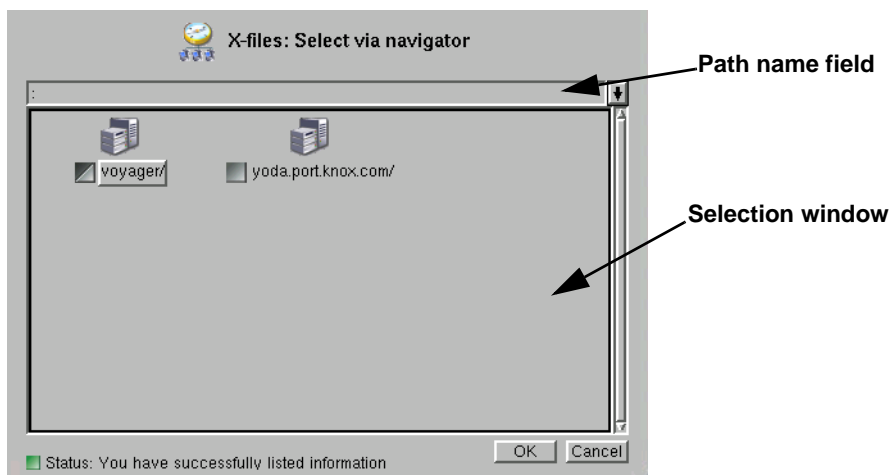 X-files: Select via navigator
Path name field
:
voyager/
yoda.port.knox.com/
Selection window
OK
Cancel
Status: You have successfully listed information